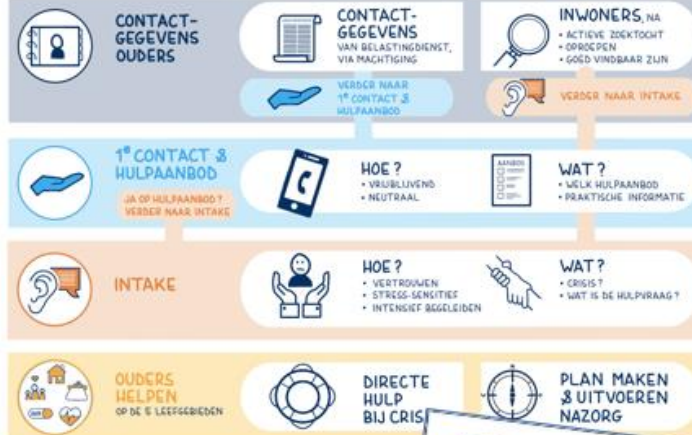 CONTACT-
GEGEVENS
OUDERS
CONTACT-
GEGEVENS
VAN BELASTINGDIENST,
VIA MACHTIGING
INWONERS, NA
• ACTIEVE ZOEKTOCHT
• OPROEPEN
• GOED VINDBAAR ZIJN
VERDER NAAR
1e CONTACT &
HULPAANBOD
VERDER NAAR INTAKE
1e CONTACT &
HULPAANBOD
JA OP HULPAANBOD?
VERDER NAAR INTAKE
HOE?
• VRIJBLIJVEND
• NEUTRAAL
AANBOD
WAT?
• WELK HULPAANBOD
• PRAKTISCHE INFORMATIE
INTAKE
HOE?
• VERTROUWEN
• STRESS-SENSITIEF
• INTENSIEF BEGELEIDEN
WAT?
• CRISIS?
• WAT IS DE HULPVRAAG?
OUDERS
HELPEN
OP DE 5 LEEFGEBIEDEN
DIRECTE
HULP
BIJ CRIS
PLAN MAKEN
& UITVOEREN
NAZORG